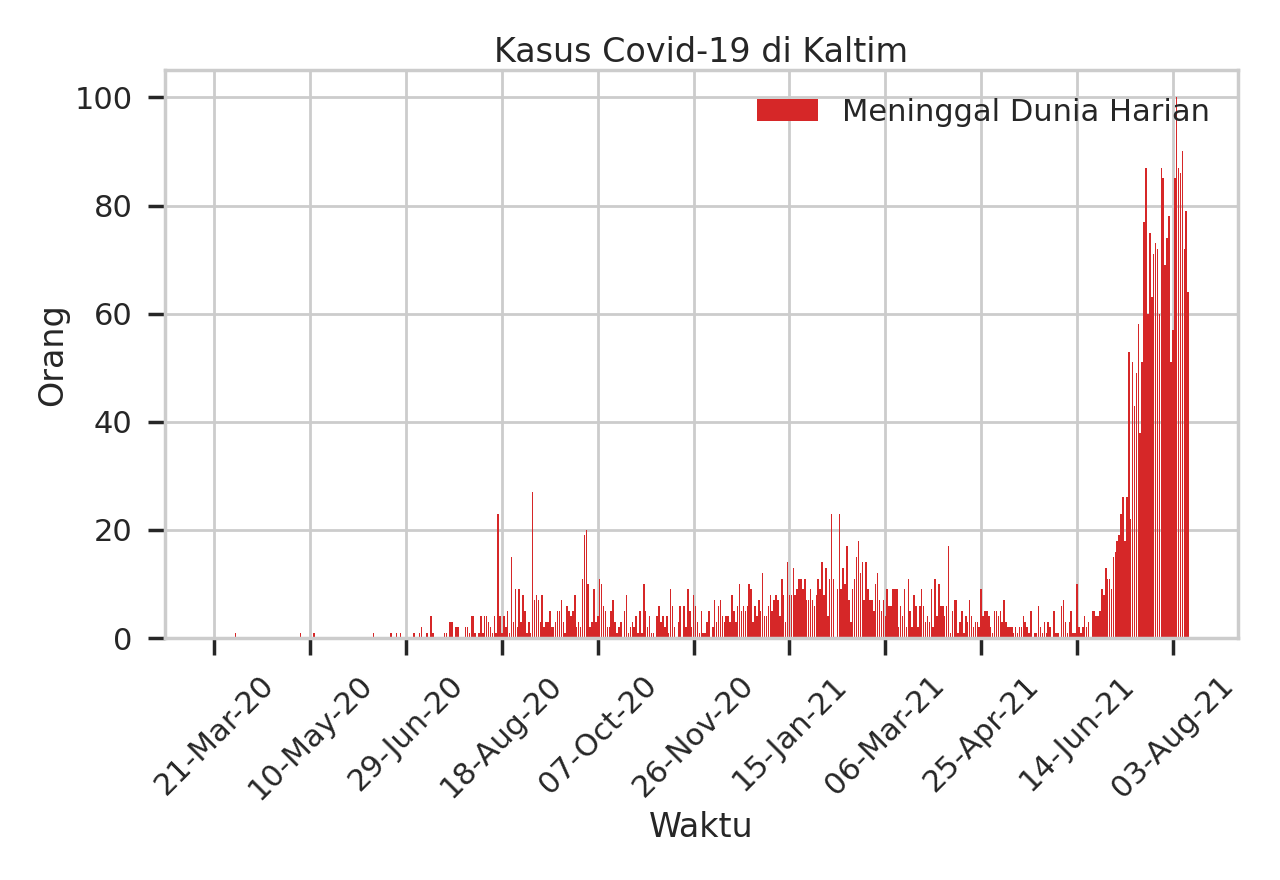 Kasus Covid-19 di Kaltim
Meninggal Dunia Harian
Orang
100
80
60
40
20
0
21-Mar-20
10-May-20
29-Jun-20
18-Aug-20
07-Oct-20
26-Nov-20
15-Jan-21
06-Mar-21
25-Apr-21
14-Jun-21
03-Aug-21
Waktu